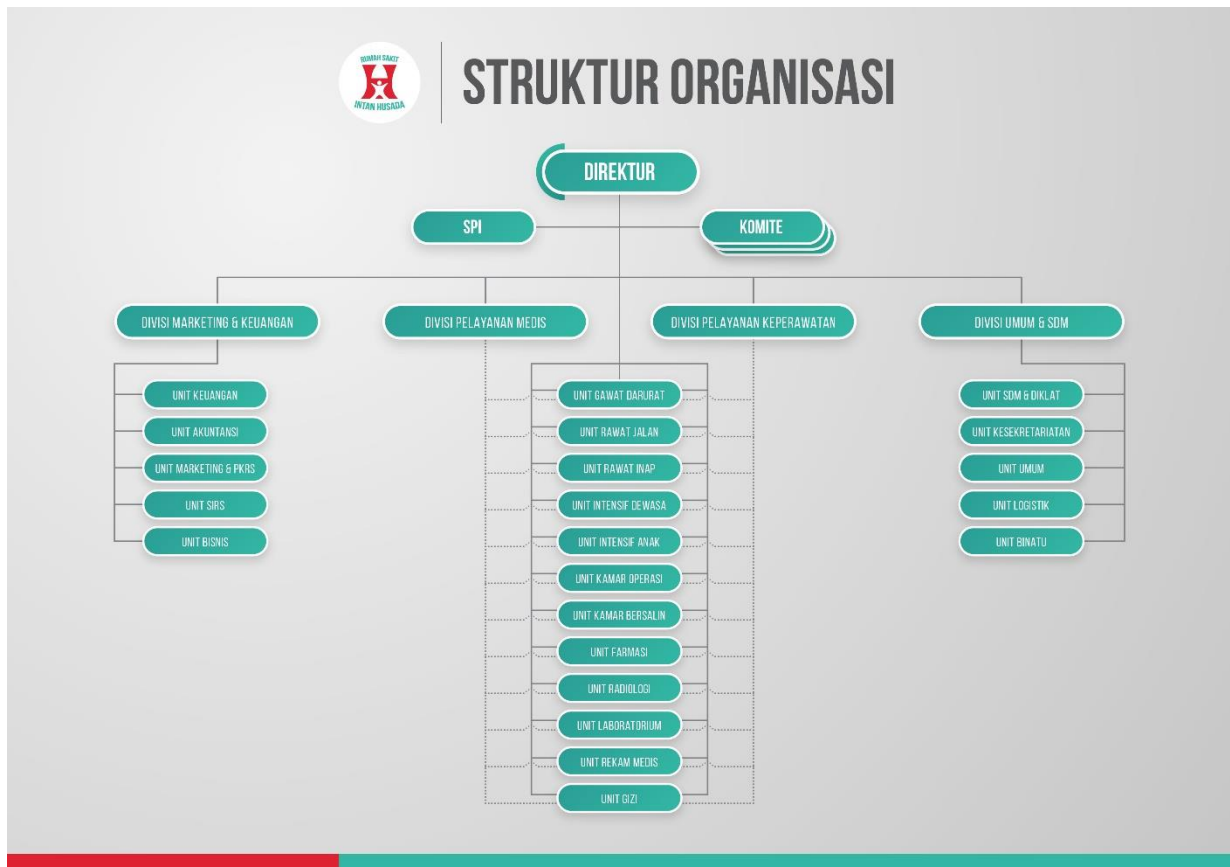 RUMAH SAKIT
INTAN HUSADA
STRUKTUR ORGANISASI
DIREKTUR
SPI
KOMITE
DIVISI MARKETING & KEUANGAN
DIVISI PELAYANAN MEDIS
DIVISI PELAYANAN KEPERAWATAN
DIVISI UMUM & SDM
UNIT KEUANGAN
UNIT AKUNTANSI
UNIT MARKETING & PKRS
UNIT SIRS
UNIT BISNIS
UNIT GAWAT DARURAT
UNIT RAWAT JALAN
UNIT RAWAT INAP
UNIT INTENSIF DEWASA
UNIT INTENSIF ANAK
UNIT KAMAR OPERASI
UNIT KAMAR BERSALIN
UNIT FARMASI
UNIT RADIOLOGI
UNIT LABORATORIUM
UNIT REKAM MEDIS
UNIT GIZI
UNIT SDM & DIKLAT
UNIT KESEKRETARIATAN
UNIT UMUM
UNIT LOGISTIK
UNIT BINATU